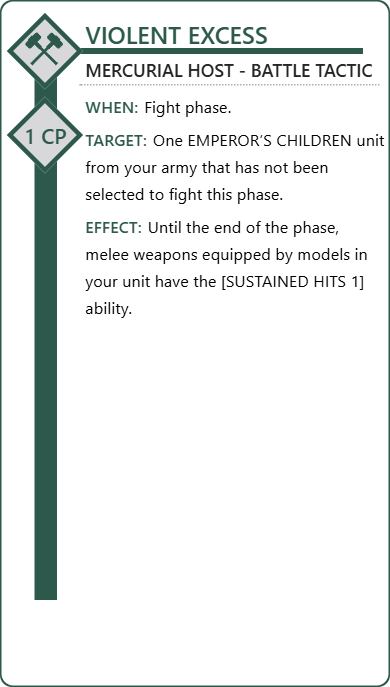 VIOLENT EXCESS
MERCURIAL HOST - BATTLE TACTIC
1 CP
WHEN: Fight phase.
TARGET: One EMPEROR’S CHILDREN unit
from your army that has not been
selected to fight this phase.
EFFECT: Until the end of the phase,
melee weapons equipped by models in
your unit have the [SUSTAINED HITS 1]
ability.